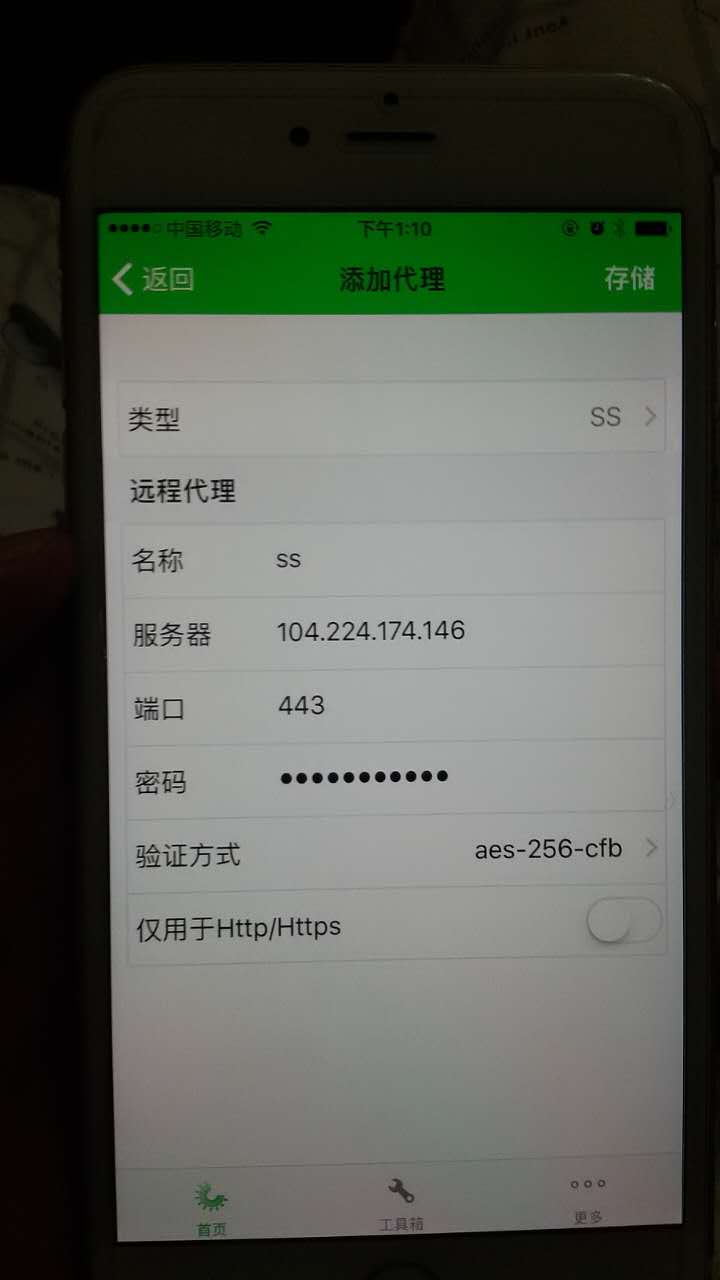 中国移动 下午1:10
返回 添加代理 存储
类型 SS
远程代理
名称 ss
服务器 104.224.174.146
端口 443
密码 ●●●●●●●●●●●
验证方式 aes-256-cfb
仅用于Http/Https
首页 工具箱 更多